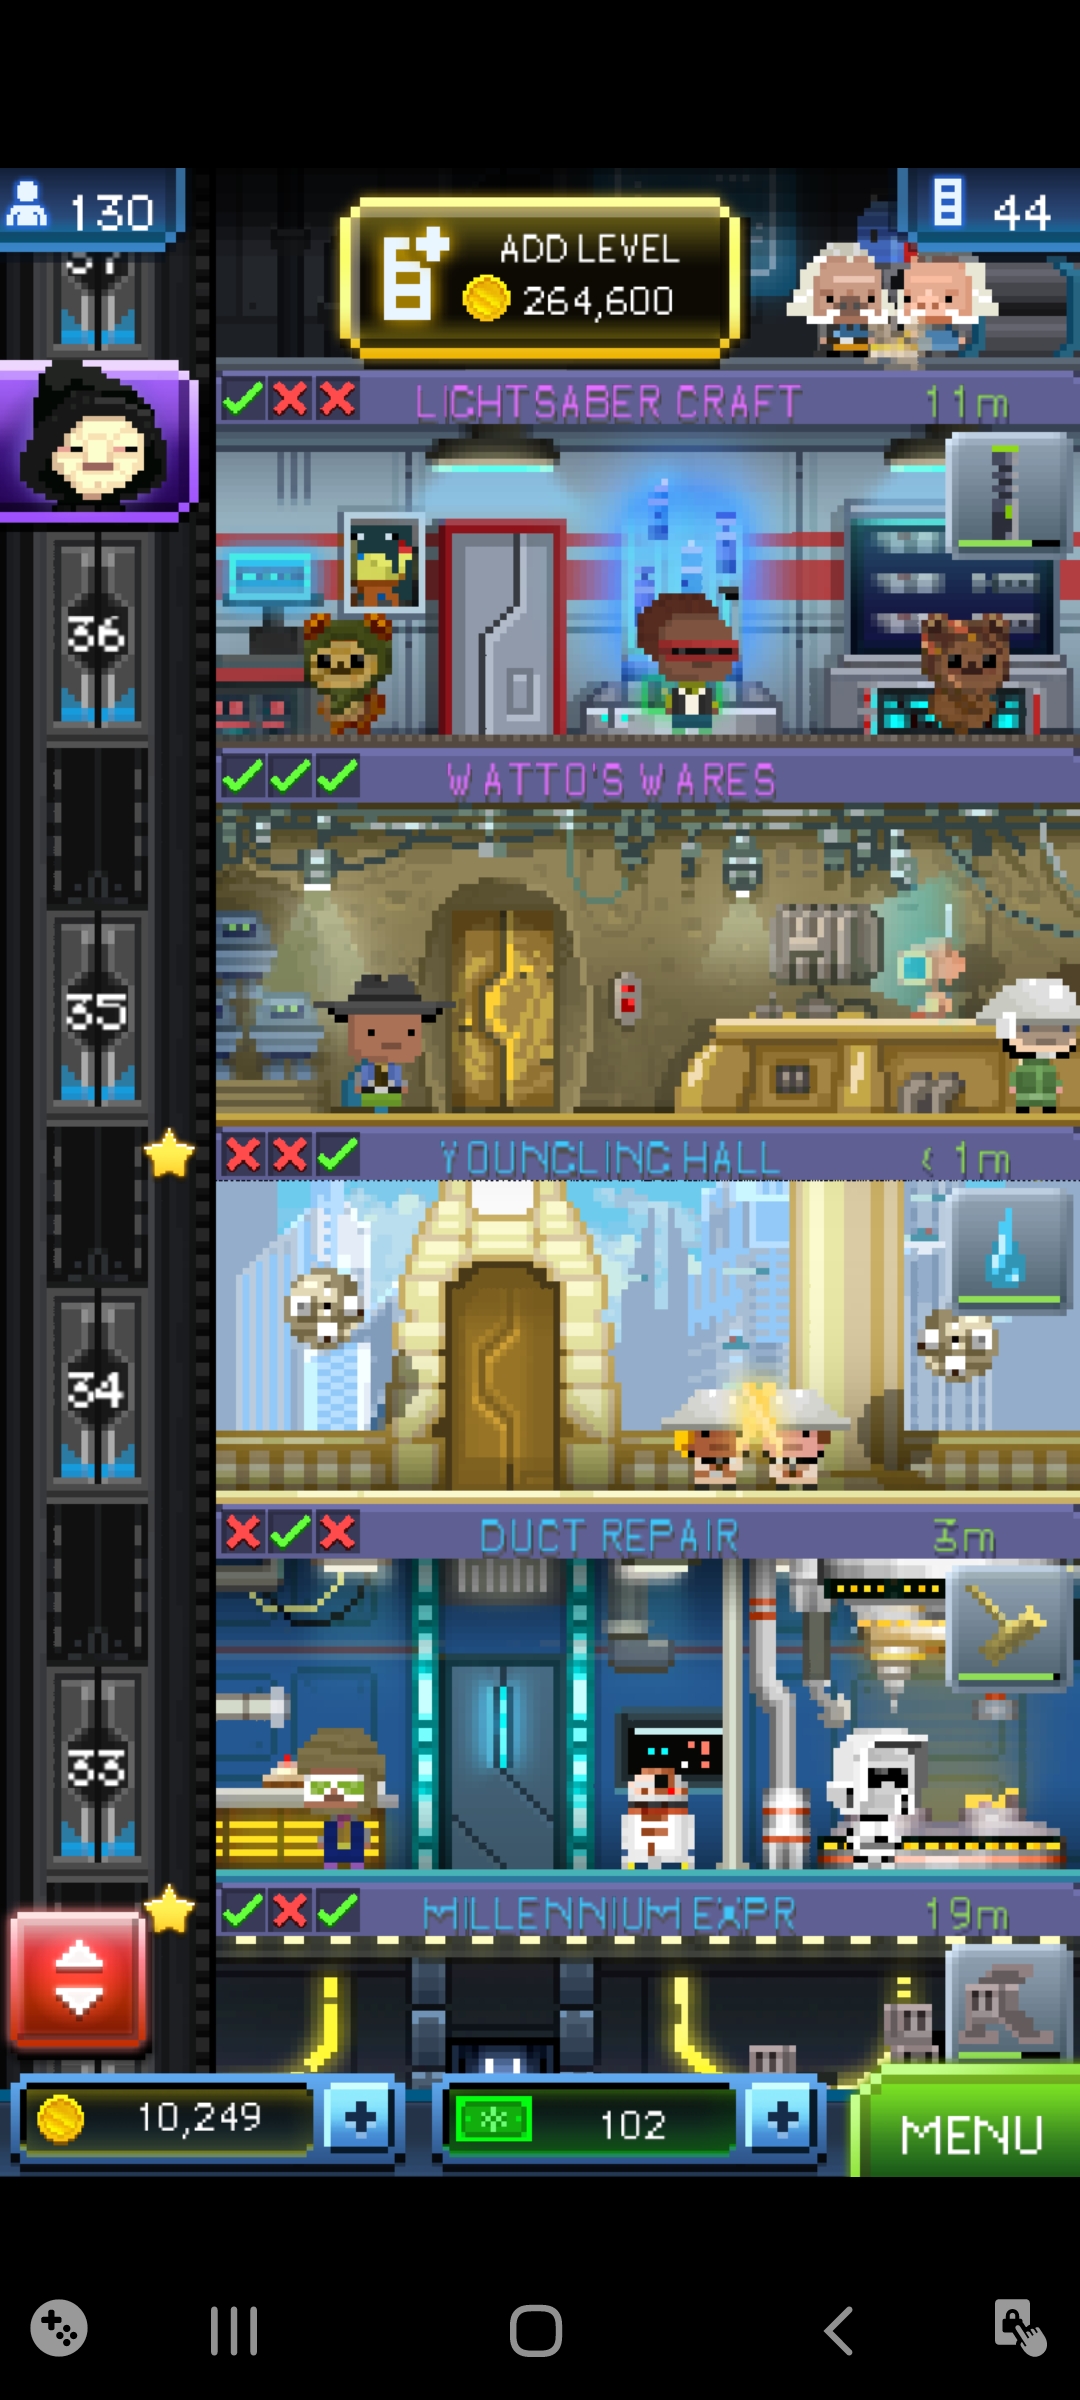 130
44
ADD LEVEL
264,600
LIGHTSABER CRAFT 11m
36
WATTO'S WARES
35
YOUNGLING HALL < 1m
34
DUCT REPAIR 3m
33
MILLENNIUM EXPR 19m
10,249
102
MENU